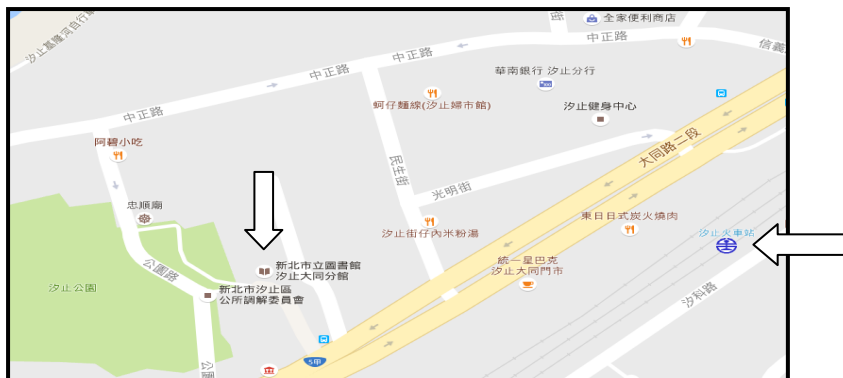 全家便利商店
汐止基隆河自行車
中正路
中正路
中正路
中正路
信義
華南銀行 汐止分行
蚵仔麵線(汐止婦市館)
汐止健身中心
阿碧小吃
大同路二段
民生街
光明街
忠順廟
汐止街仔內米粉湯
東日日式炭火燒肉
汐止火車站
統一星巴克
汐止大同門市
新北市立圖書館
汐止大同分館
公園路
汐止公園
新北市汐止區
公所調解委員會
汐科路
5甲
公園